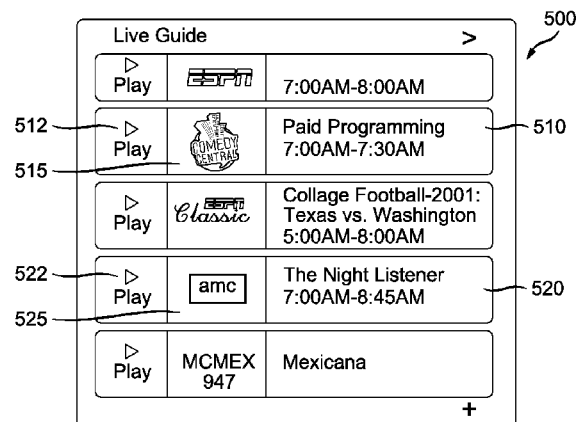 Live Guide >
500
Play ESPN 7:00AM-8:00AM
512
Play
515
COMEDY
CENTRAL
Paid Programming
7:00AM-7:30AM
510
Play
ESPN
Classic
Collage Football-2001:
Texas vs. Washington
5:00AM-8:00AM
522
Play
525
amc
The Night Listener
7:00AM-8:45AM
520
Play
MCMEX
947
Mexicana
+